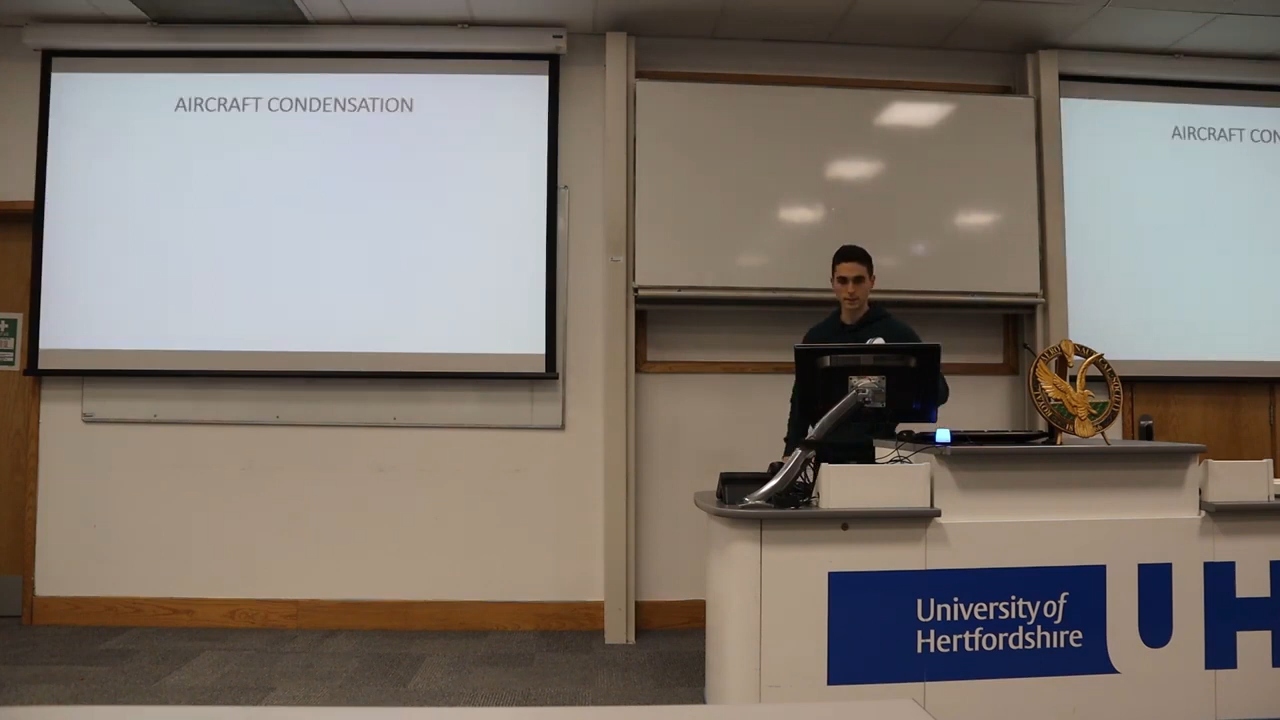 AIRCRAFT CONDENSATION
AIRCRAFT CON
University of
Hertfordshire
UH